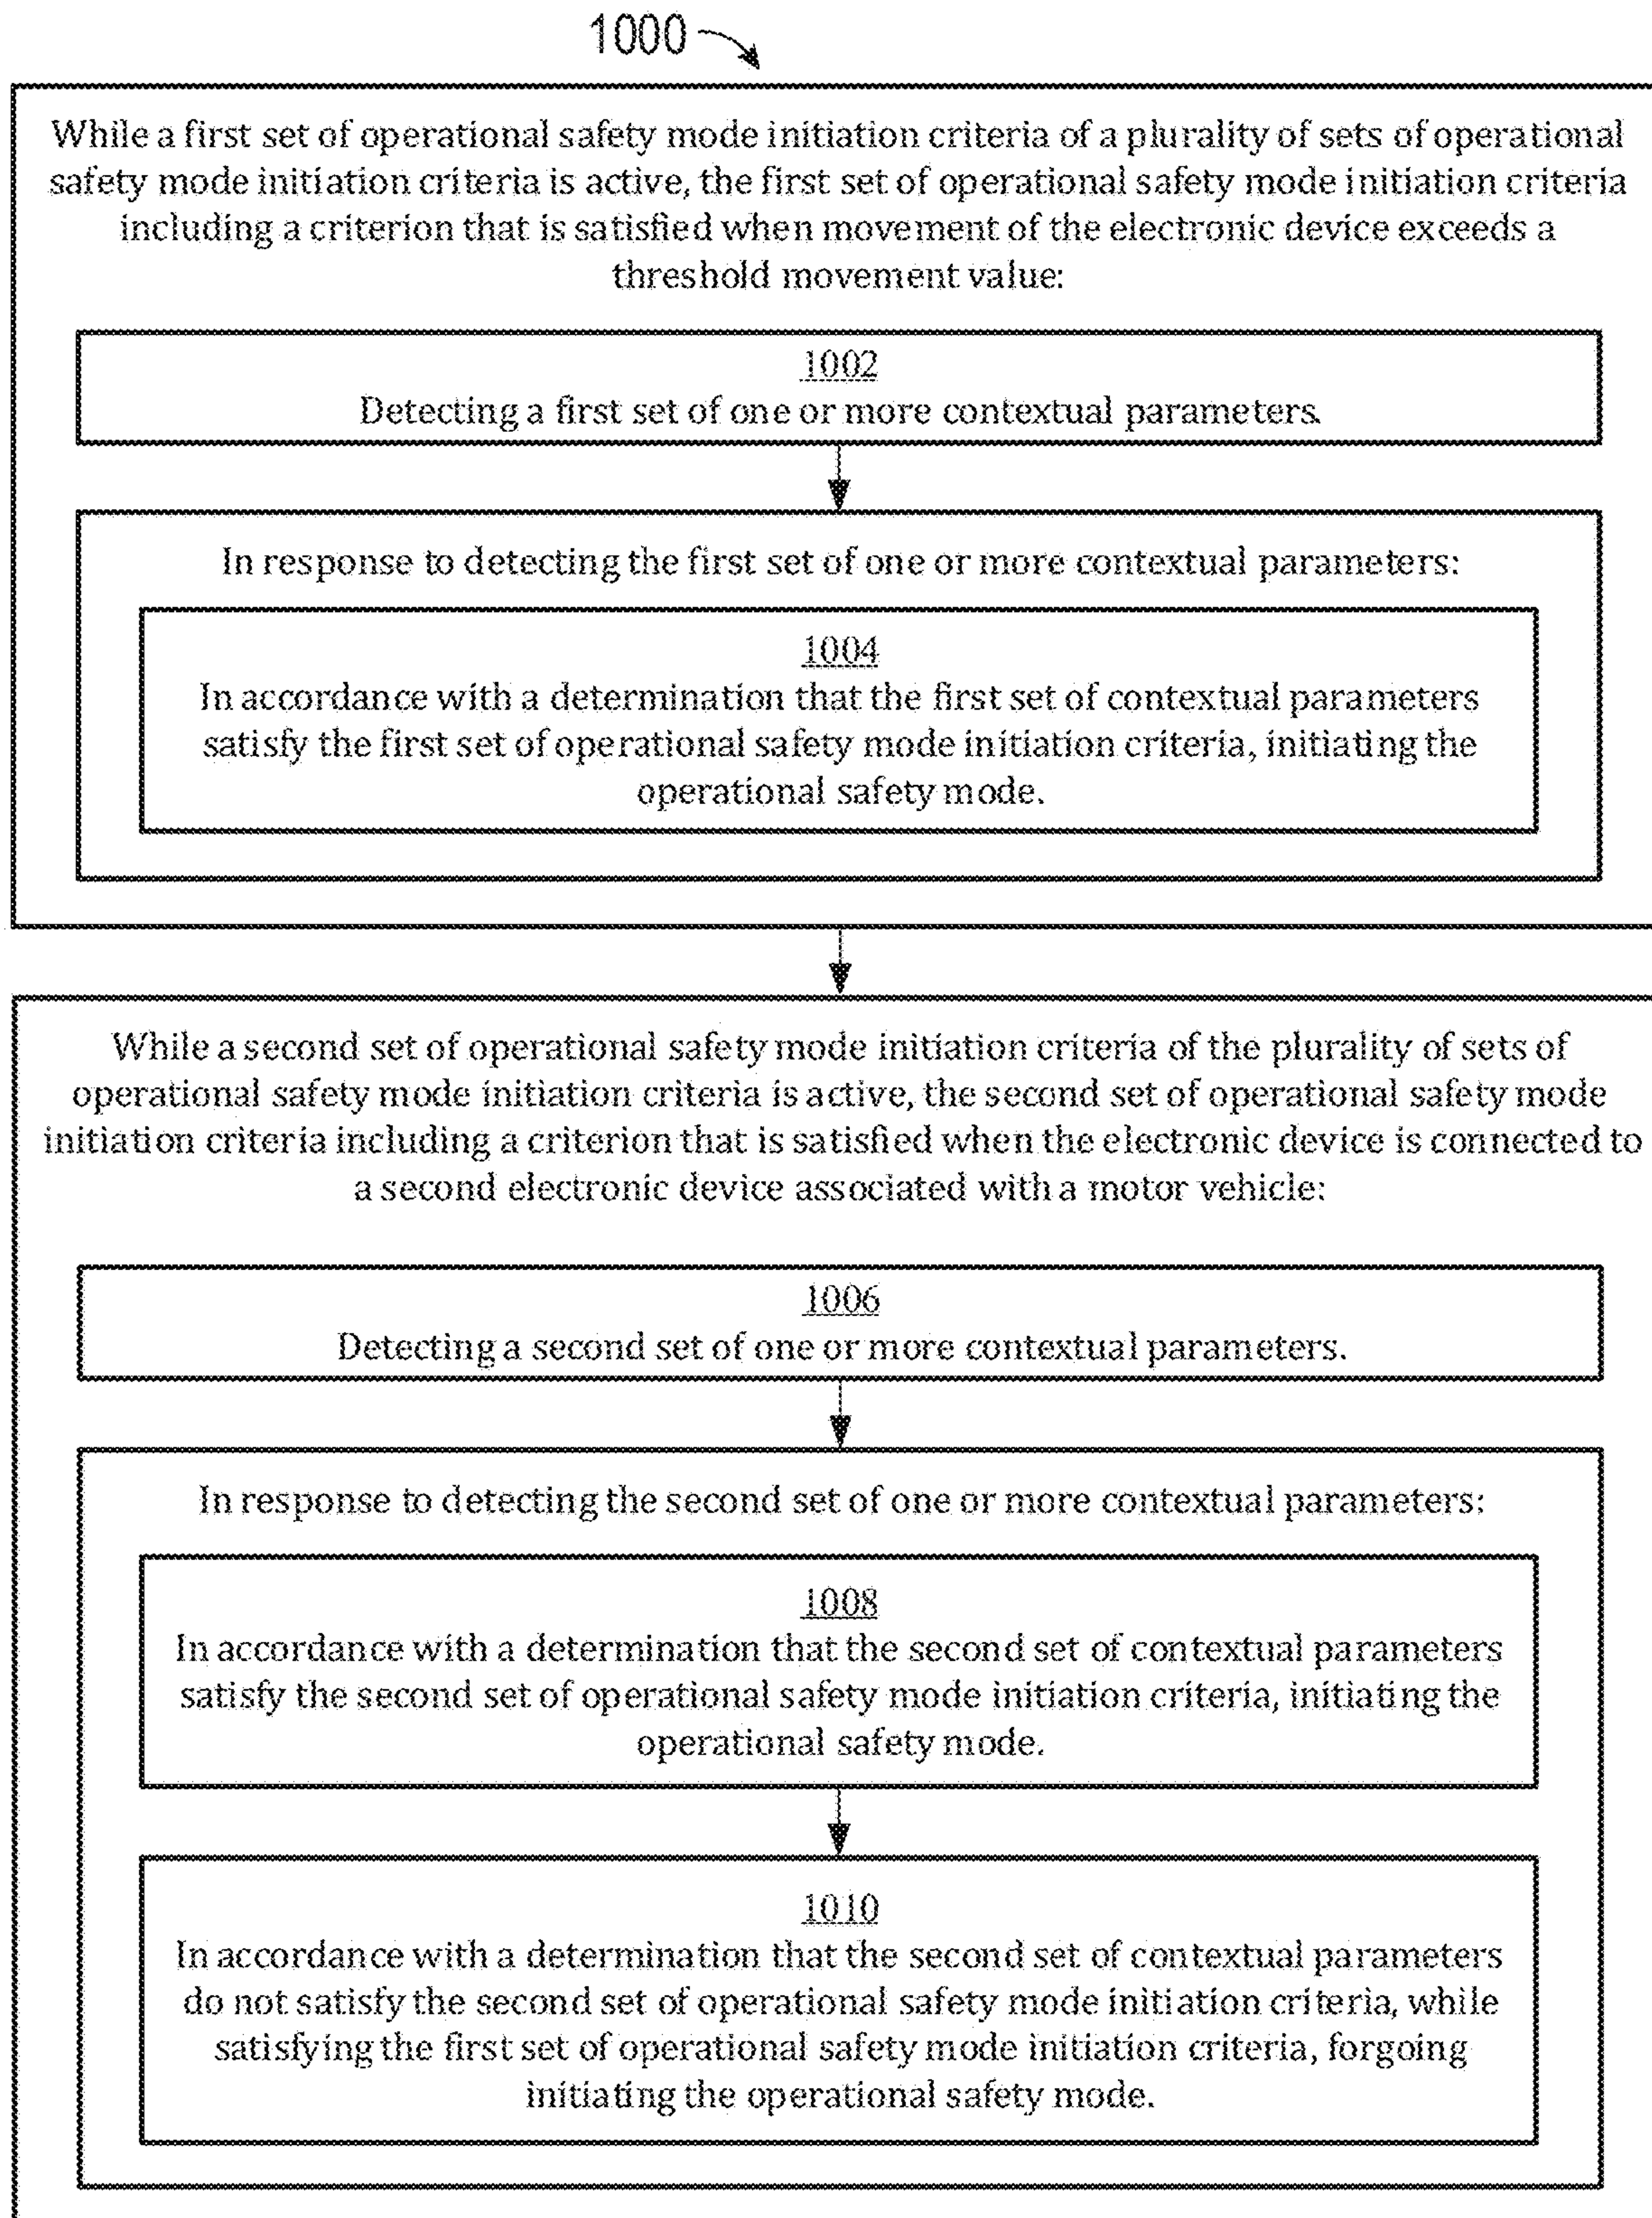 1000
While a first set of operational safety mode initiation criteria of a plurality of sets of operational
safety mode initiation criteria is active, the first set of operational safety mode initiation criteria
including a criterion that is satisfied when movement of the electronic device exceeds a
threshold movement value:
1002
Detecting a first set of one or more contextual parameters.
In response to detecting the first set of one or more contextual parameters:
1004
In accordance with a determination that the first set of contextual parameters
satisfy the first set of operational safety mode initiation criteria, initiating the
operational safety mode.
While a second set of operational safety mode initiation criteria of the plurality of sets of
operational safety mode initiation criteria is active, the second set of operational safety mode
initiation criteria including a criterion that is satisfied when the electronic device is connected to
a second electronic device associated with a motor vehicle:
1006
Detecting a second set of one or more contextual parameters.
In response to detecting the second set of one or more contextual parameters:
1008
In accordance with a determination that the second set of contextual parameters
satisfy the second set of operational safety mode initiation criteria, initiating the
operational safety mode.
1010
In accordance with a determination that the second set of contextual parameters
do not satisfy the second set of operational safety mode initiation criteria, while
satisfying the first set of operational safety mode initiation criteria, forgoing
initiating the operational safety mode.